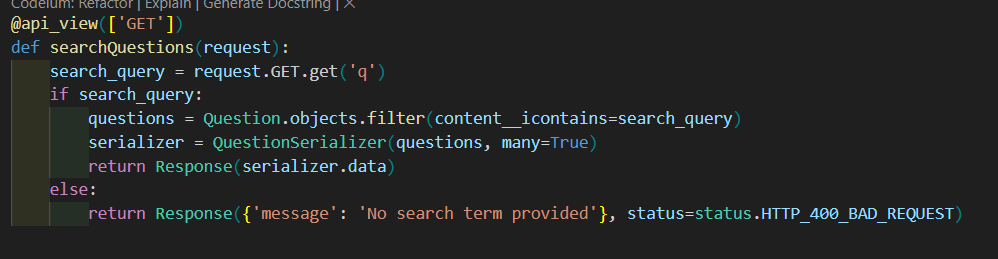 Codeium: Refactor | Explain | Generate Docstring | X
@api_view(['GET'])
def searchQuestions(request):
    search_query = request.GET.get('q')
    if search_query:
        questions = Question.objects.filter(content__icontains=search_query)
        serializer = QuestionSerializer(questions, many=True)
        return Response(serializer.data)
    else:
        return Response({'message': 'No search term provided'}, status=status.HTTP_400_BAD_REQUEST)